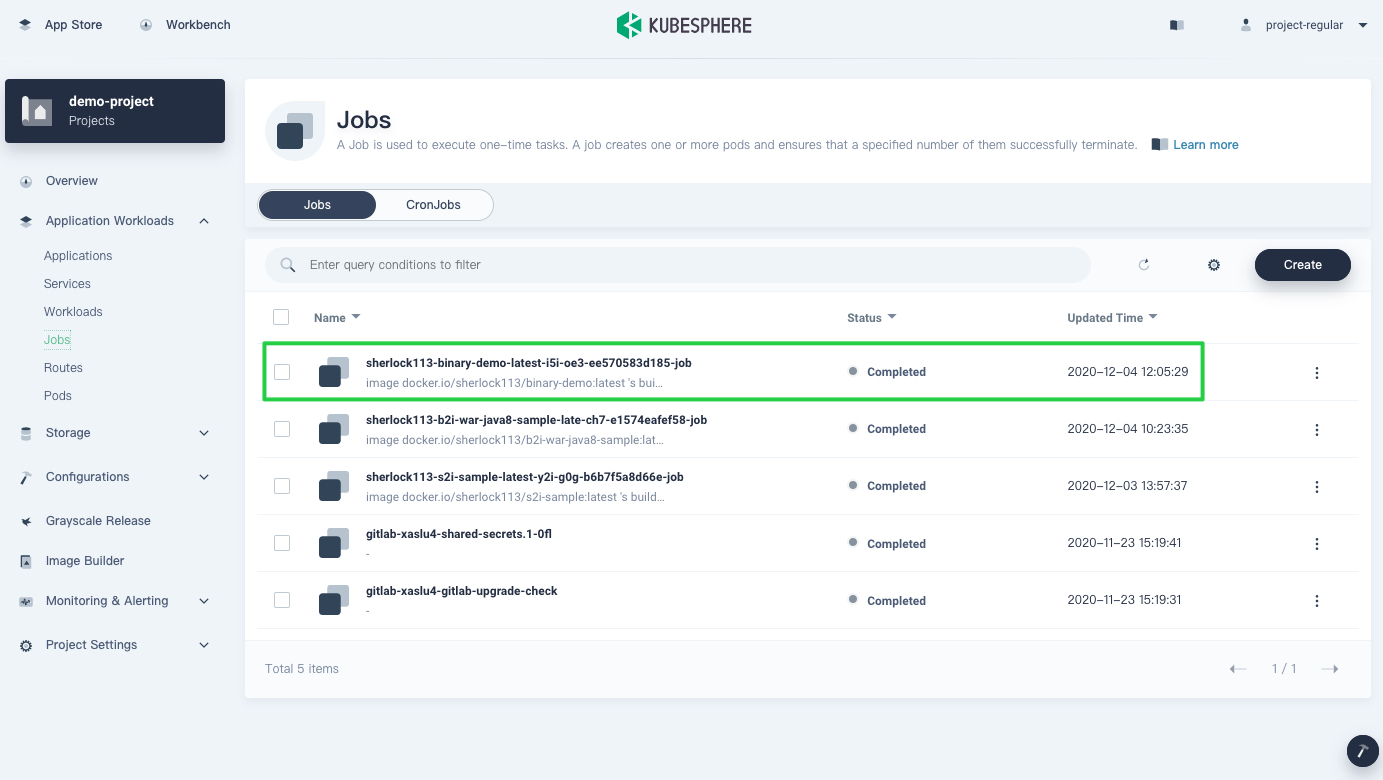 App Store
Workbench
KUBESPHERE
project-regular
demo-project
Projects
Overview
Application Workloads
Applications
Services
Workloads
Jobs
Routes
Pods
Storage
Configurations
Grayscale Release
Image Builder
Monitoring & Alerting
Project Settings
Jobs
A Job is used to execute one-time tasks. A job creates one or more pods and ensures that a specified number of them successfully terminate. Learn more
Jobs CronJobs
Enter query conditions to filter
Create
Name Status Updated Time
sherlock113-binary-demo-latest-i5i-oe3-ee570583d185-job
image docker.io/sherlock113/binary-demo:latest 's bui...
Completed 2020-12-04 12:05:29
sherlock113-b2i-war-java8-sample-late-ch7-e1574eafef58-job
image docker.io/sherlock113/b2i-war-java8-sample:lat...
Completed 2020-12-04 10:23:35
sherlock113-s2i-sample-latest-y2i-g0g-b6b7f5a8d66e-job
image docker.io/sherlock113/s2i-sample:latest 's build...
Completed 2020-12-03 13:57:37
gitlab-xaslu4-shared-secrets.1-0fl
-
Completed 2020-11-23 15:19:41
gitlab-xaslu4-gitlab-upgrade-check
-
Completed 2020-11-23 15:19:31
Total 5 items
1 / 1